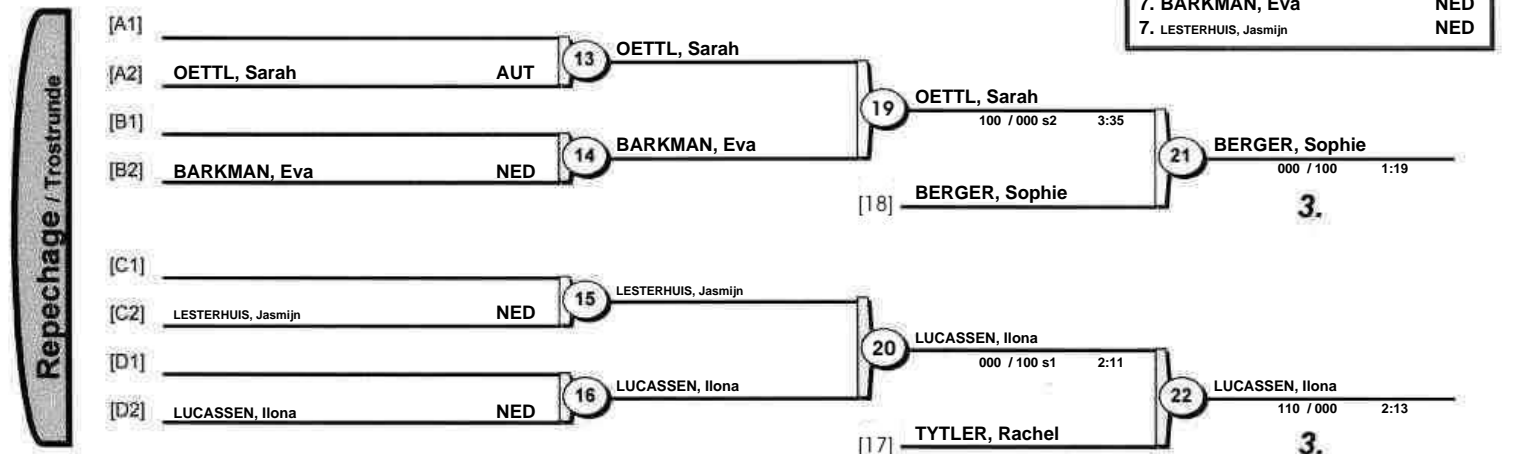 7. BARKMAN, Eva NED
7. LESTERHUIS, Jasmijn NED
Repechage / Trostrunde
[A1]
[A2] OETTL, Sarah AUT
13 OETTL, Sarah
[B1]
[B2] BARKMAN, Eva NED
14 BARKMAN, Eva
19 OETTL, Sarah
100 / 000 s2 3:35
[18] BERGER, Sophie
21 BERGER, Sophie
000 / 100 1:19
3.
[C1]
[C2] LESTERHUIS, Jasmijn NED
15 LESTERHUIS, Jasmijn
[D1]
[D2] LUCASSEN, Ilona NED
16 LUCASSEN, Ilona
20 LUCASSEN, Ilona
000 / 100 s1 2:11
[17] TYTLER, Rachel
22 LUCASSEN, Ilona
110 / 000 2:13
3.